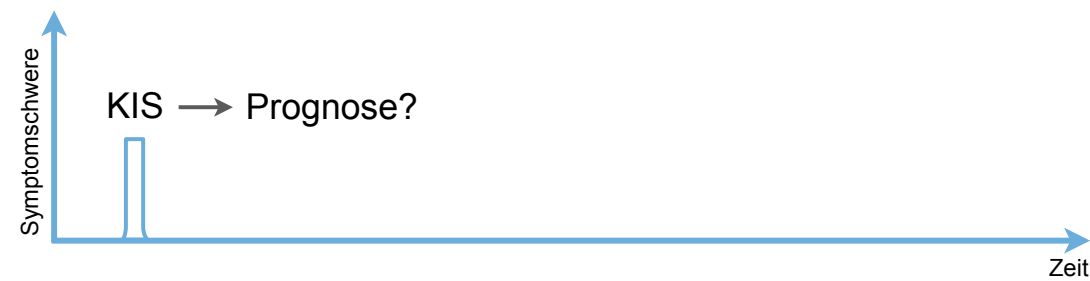 Symptomschwere
KIS → Prognose?
Zeit